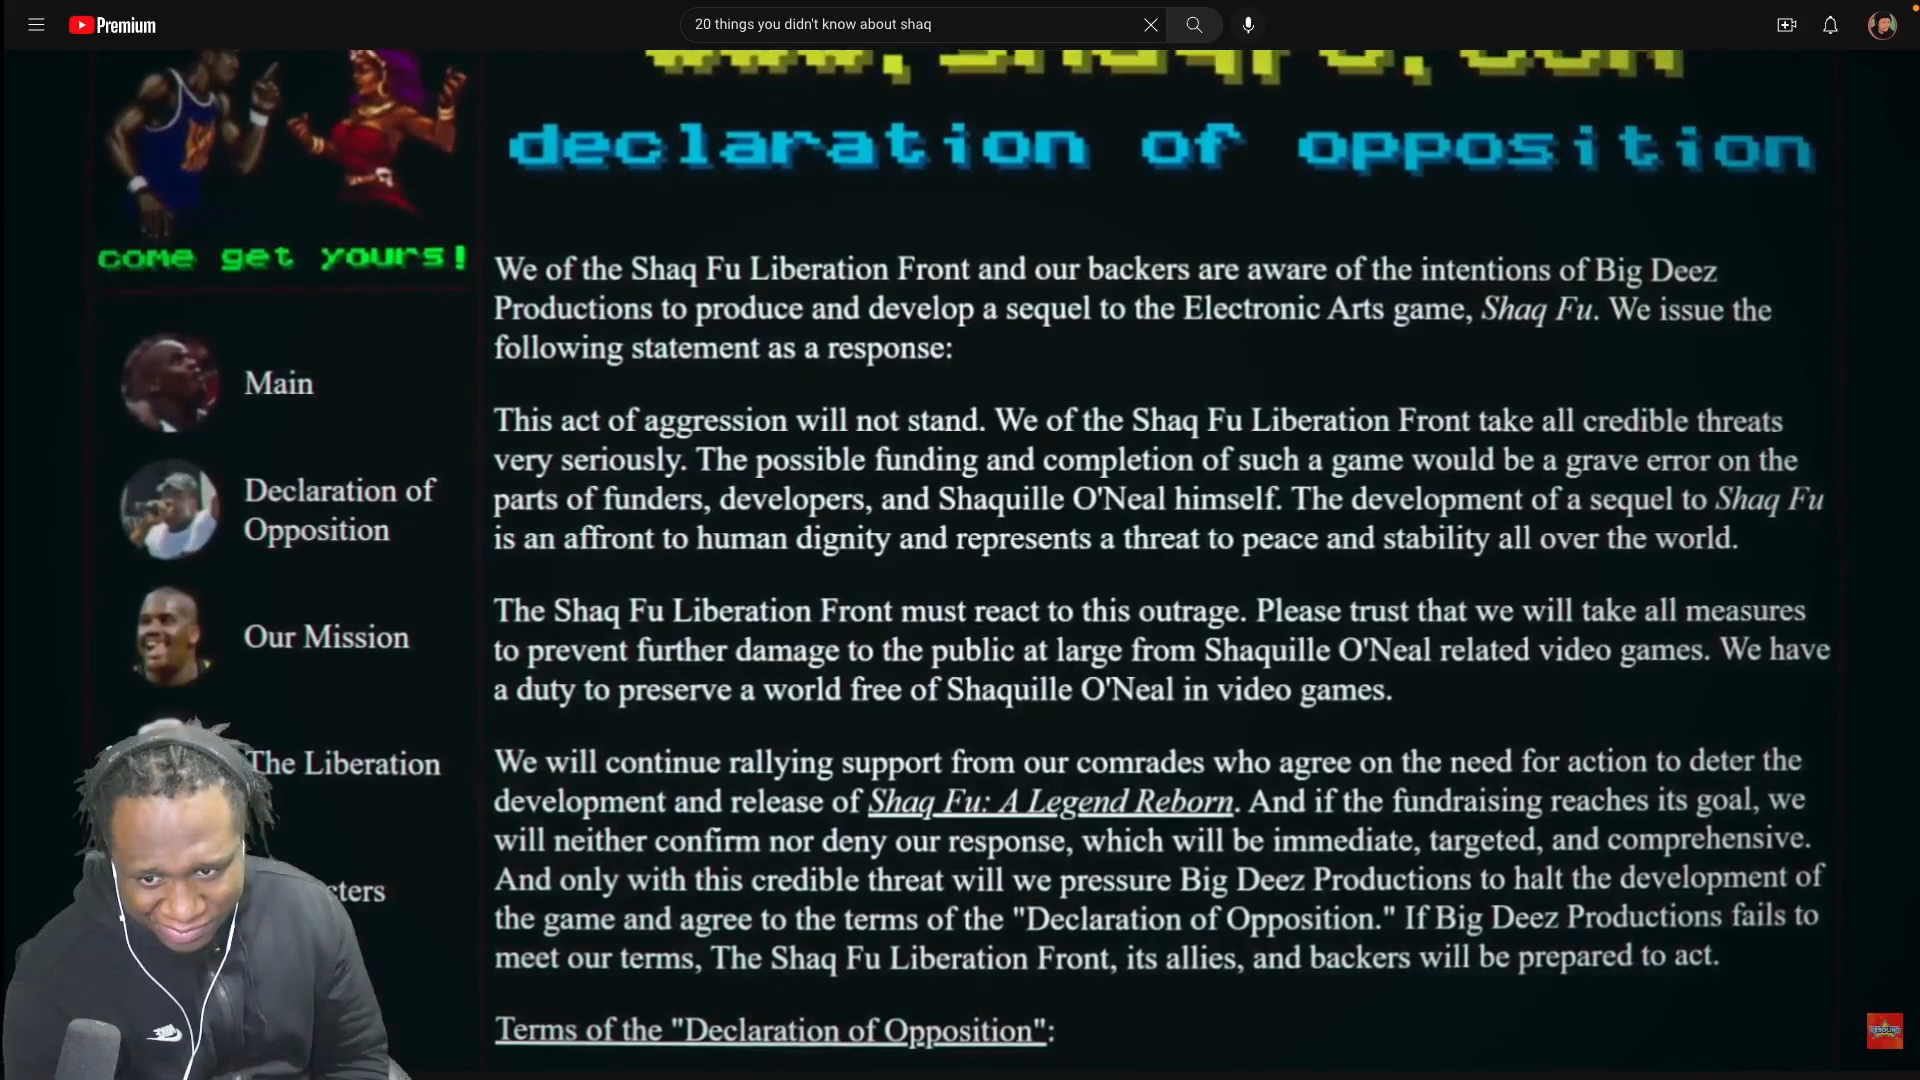 Premium
20 things you didn't know about shaq
www.shaqfu.com
declaration of opposition
come get yours!
Main
Declaration of
Opposition
Our Mission
The Liberation
We of the Shaq Fu Liberation Front and our backers are aware of the intentions of Big Deez
Productions to produce and develop a sequel to the Electronic Arts game, Shaq Fu. We issue the
following statement as a response:
This act of aggression will not stand. We of the Shaq Fu Liberation Front take all credible threats
very seriously. The possible funding and completion of such a game would be a grave error on the
parts of funders, developers, and Shaquille O'Neal himself. The development of a sequel to Shaq Fu
is an affront to human dignity and represents a threat to peace and stability all over the world.
The Shaq Fu Liberation Front must react to this outrage. Please trust that we will take all measures
to prevent further damage to the public at large from Shaquille O'Neal related video games. We have
a duty to preserve a world free of Shaquille O'Neal in video games.
We will continue rallying support from our comrades who agree on the need for action to deter the
development and release of Shaq Fu: A Legend Reborn. And if the fundraising reaches its goal, we
will neither confirm nor deny our response, which will be immediate, targeted, and comprehensive.
And only with this credible threat will we pressure Big Deez Productions to halt the development of
the game and agree to the terms of the "Declaration of Opposition." If Big Deez Productions fails to
meet our terms, The Shaq Fu Liberation Front, its allies, and backers will be prepared to act.
Terms of the "Declaration of Opposition":